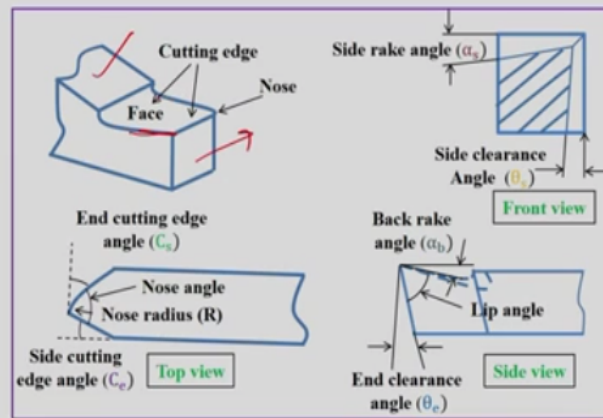 Cutting edge
Side rake angle (αs)
Nose
Face
Side clearance
Angle (θs)
Front view
End cutting edge
angle (Cs)
Back rake
angle (αb)
Nose angle
Nose radius (R)
Lip angle
Side cutting
edge angle (Ce)
Top view
End clearance
angle (θe)
Side view